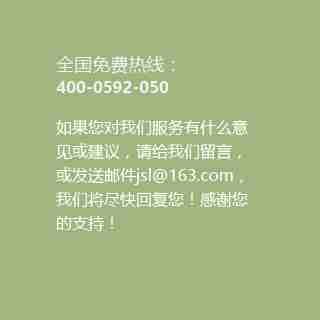 全国免费热线：
400-0592-050
如果您对我们服务有什么意
见或建议，请给我们留言，
或发送邮件jsl@163.com，
我们将尽快回复您！感谢您
的支持！